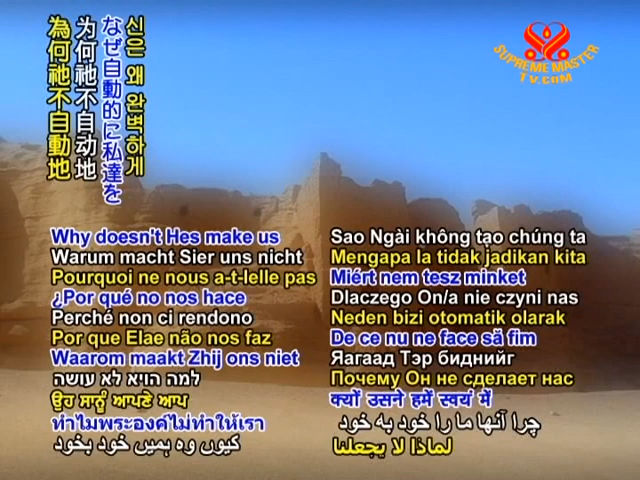 신은 왜 완벽하게
なぜ自動的に私達を
为何祂不自动地
為何祂不自動地
SUPREME MASTER
TV.COM
Why doesn't Hes make us
Warum macht Sier uns nicht
Pourquoi ne nous a-t-Ielle pas
¿Por qué no nos hace
Perché non ci rendono
Por que Elae não nos faz
Waarom maakt Zhij ons niet
למה הויא לא עושה
ਉਹ ਸਾਨੂੰ ਆਪਣੇ ਆਪ
ทำไมพระองค์ไม่ทำให้เรา
کیوں وہ ہمیں خود بخود
Sao Ngài không tạo chúng ta
Mengapa Ia tidak jadikan kita
Miért nem tesz minket
Dlaczego On/a nie czyni nas
Neden bizi otomatik olarak
De ce nu ne face să fim
Яагаад Тэр биднийг
Почему Он не сделает нас
क्यों उसने हमें स्वयं में
چرا آنها ما را خود به خود
لماذا لا يجعلنا